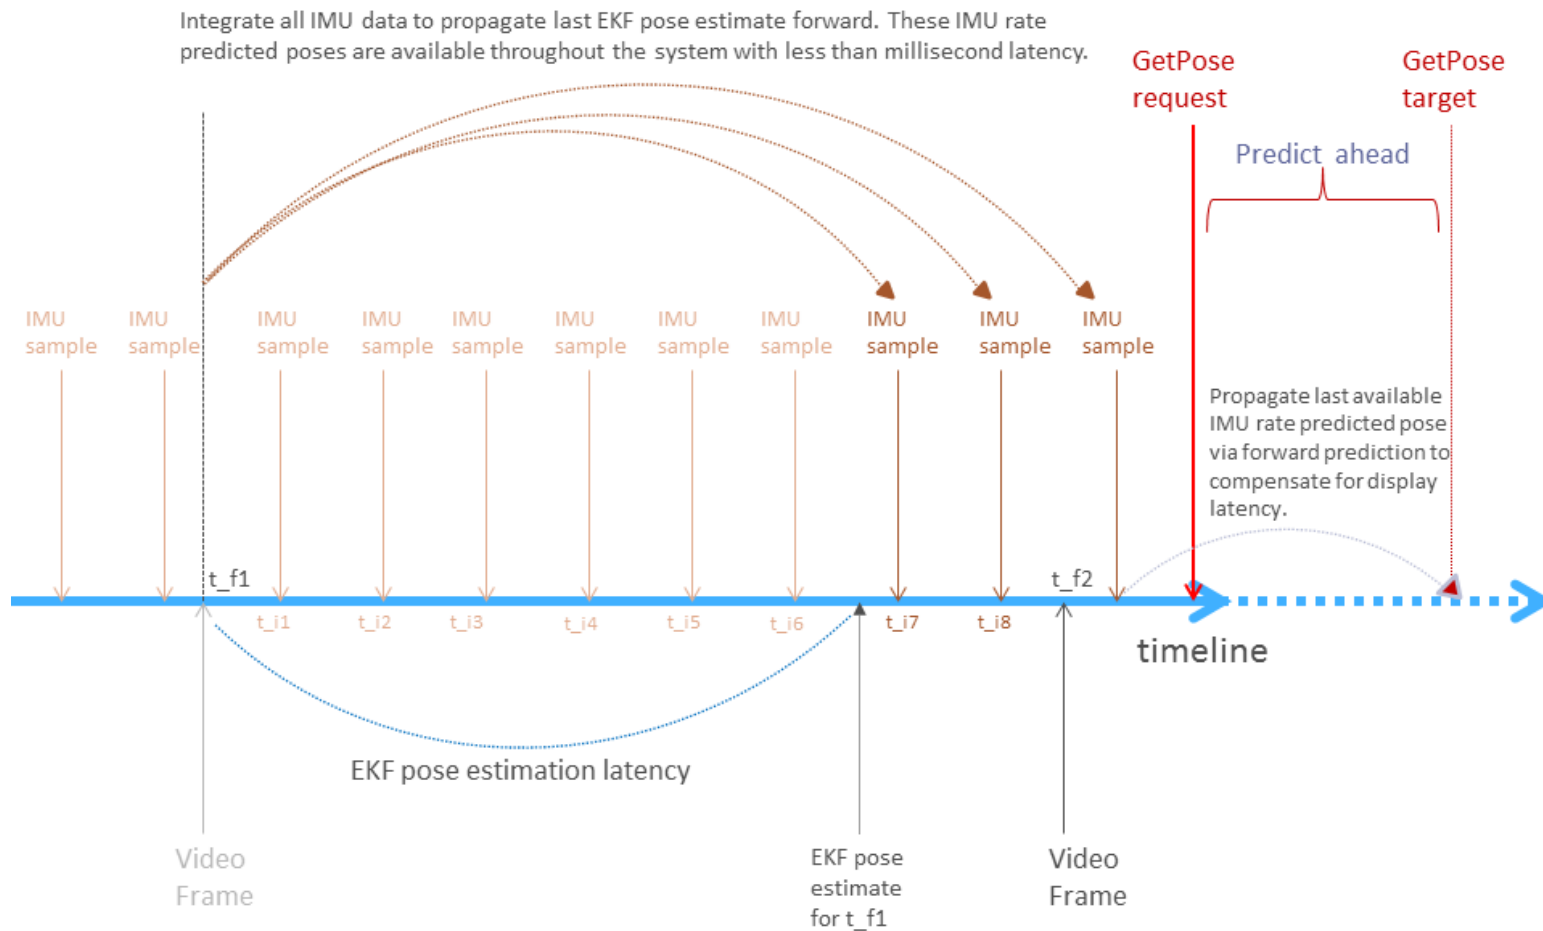 Integrate all IMU data to propagate last EKF pose estimate forward. These IMU rate
predicted poses are available throughout the system with less than millisecond latency.
GetPose
request
GetPose
target
Predict ahead
IMU
sample
IMU
sample
IMU
sample
IMU
sample
IMU
sample
IMU
sample
IMU
sample
IMU
sample
IMU
sample
IMU
sample
IMU
sample
Propagate last available
IMU rate predicted pose
via forward prediction to
compensate for display
latency.
t_f1
t_f2
t_i1
t_i2
t_i3
t_i4
t_i5
t_i6
t_i7
t_i8
timeline
EKF pose estimation latency
Video
Frame
EKF pose
estimate
for t_f1
Video
Frame